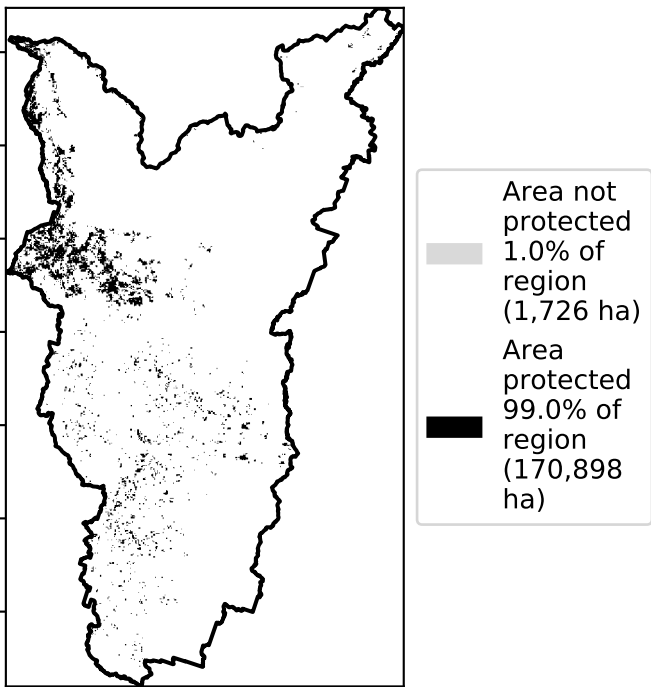 Area not
protected
1.0% of
region
(1,726 ha)
Area
protected
99.0% of
region
(170,898
ha)